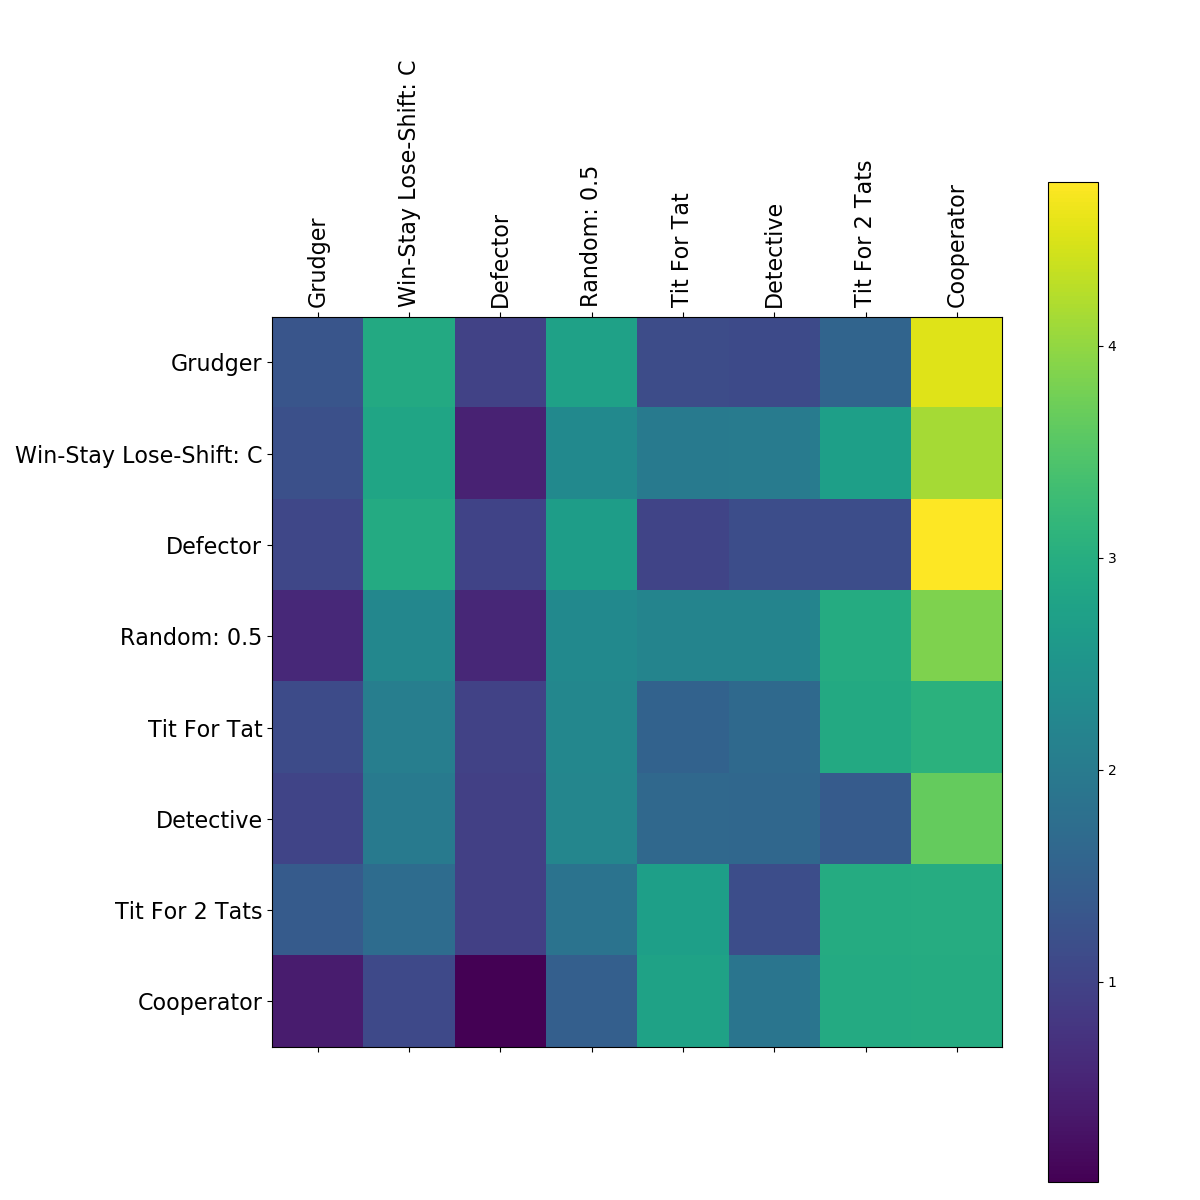 Grudger
Win-Stay Lose-Shift: C
Defector
Random: 0.5
Tit For Tat
Detective
Tit For 2 Tats
Cooperator
Grudger
Win-Stay Lose-Shift: C
Defector
Random: 0.5
Tit For Tat
Detective
Tit For 2 Tats
Cooperator
4
3
2
1